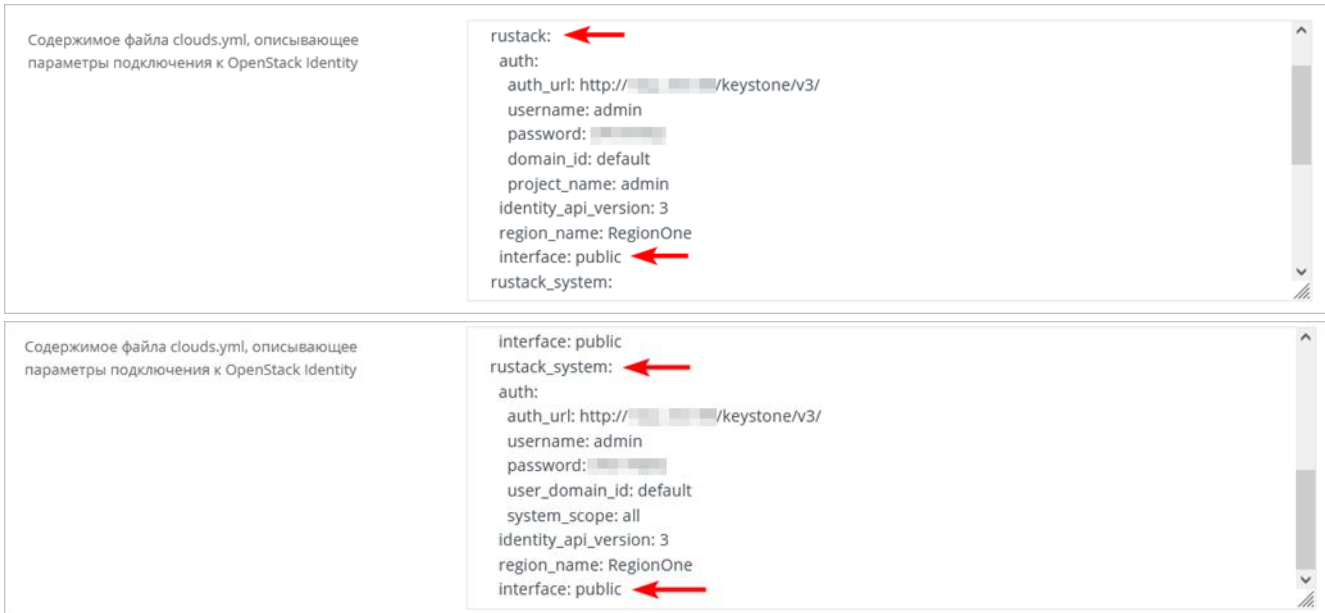 Содержимое файла clouds.yml, описывающее
параметры подключения к OpenStack Identity
rustack:
auth:
auth_url: http:// /keystone/v3/
username: admin
password:
domain_id: default
project_name: admin
identity_api_version: 3
region_name: RegionOne
interface: public
rustack_system:
Содержимое файла clouds.yml, описывающее
параметры подключения к OpenStack Identity
interface: public
rustack_system:
auth:
auth_url: http:// /keystone/v3/
username: admin
password:
user_domain_id: default
system_scope: all
identity_api_version: 3
region_name: RegionOne
interface: public